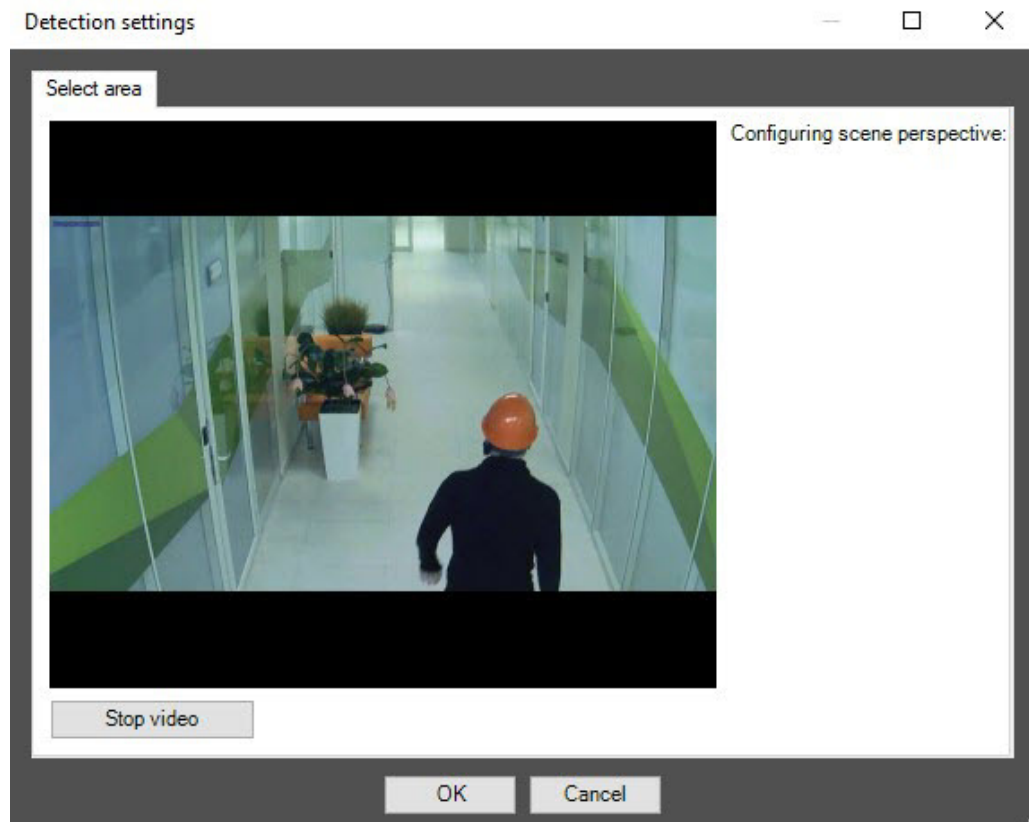 Detection settings
Select area
Configuring scene perspective:
Stop video
OK
Cancel